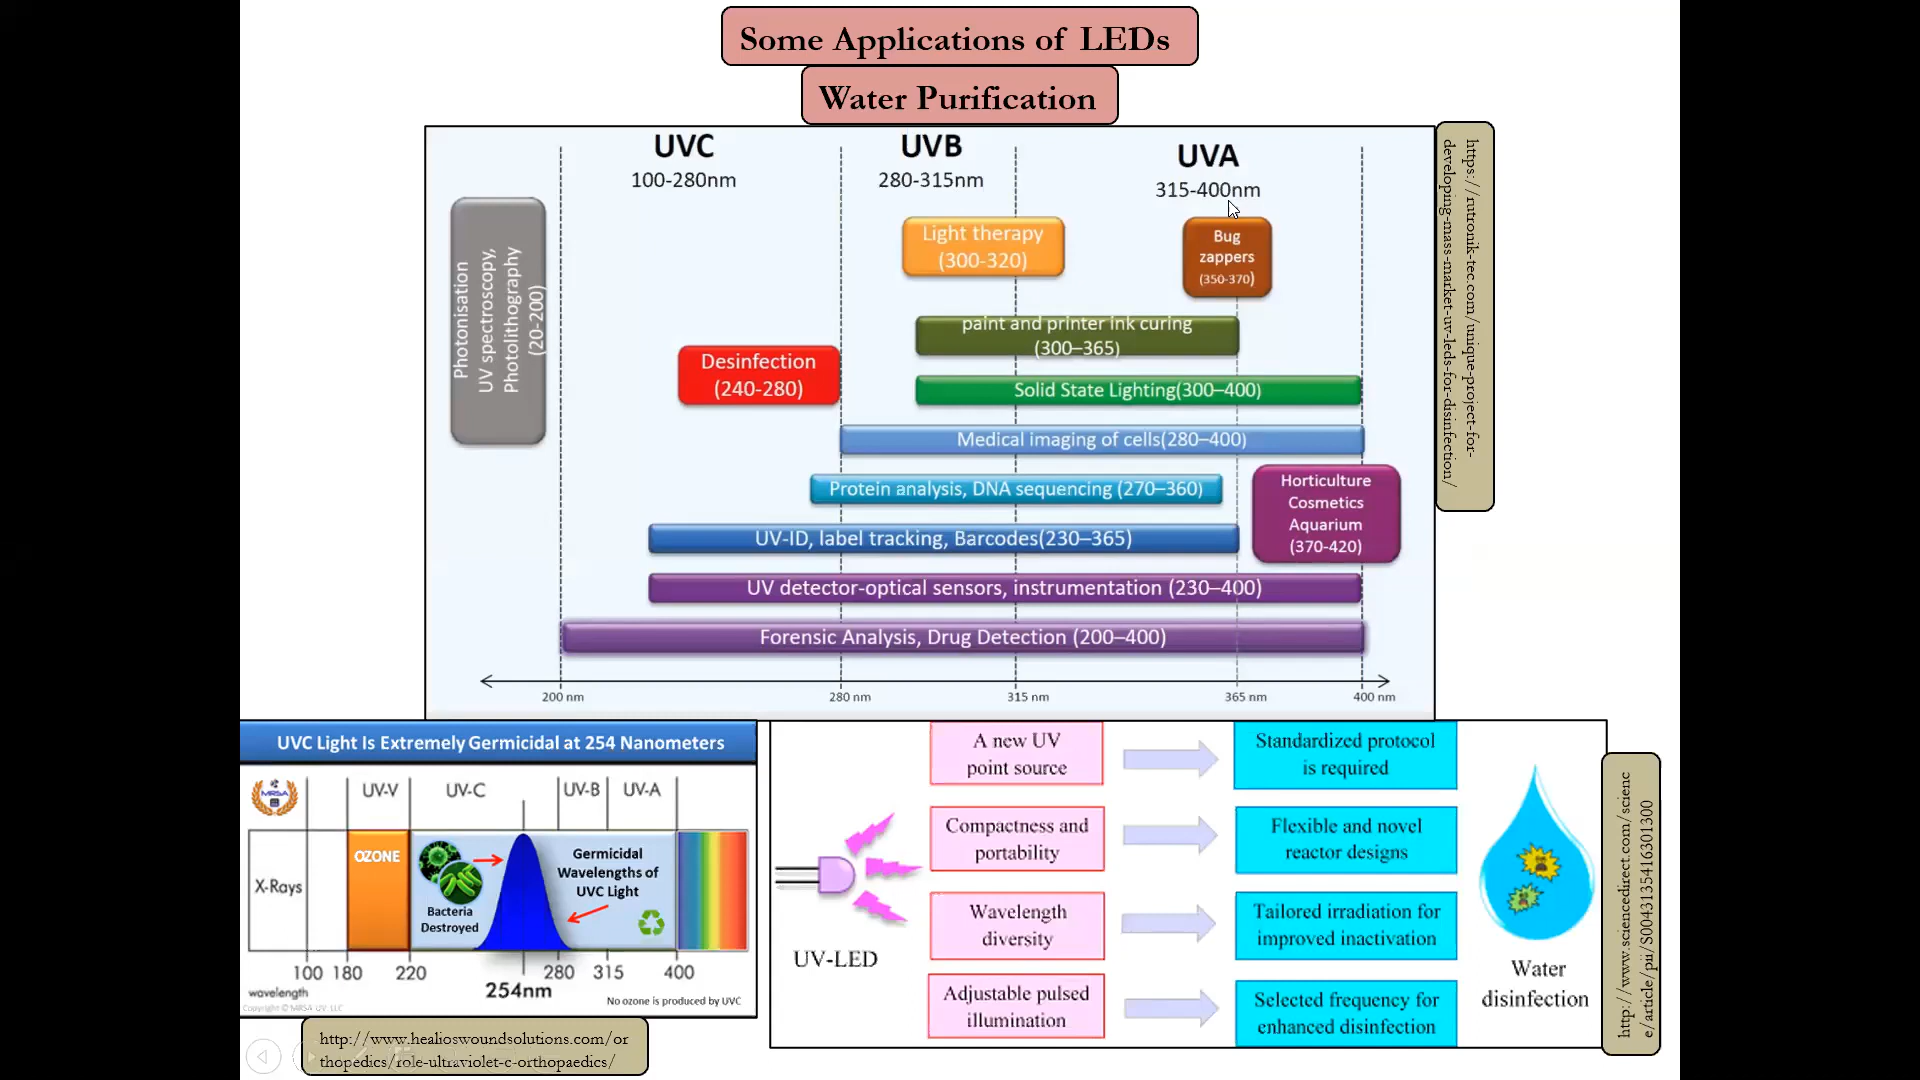 Some Applications of LEDs
Water Purification
UVC
100-280nm
UVB
280-315nm
UVA
315-400nm
Photonisation
UV spectroscopy,
Photolithography
(20-200)
Light therapy
(300-320)
Bug
zappers
(350-370)
paint and printer ink curing
(300–365)
Desinfection
(240-280)
Solid State Lighting(300–400)
Medical imaging of cells(280–400)
Protein analysis, DNA sequencing (270–360)
Horticulture
Cosmetics
Aquarium
(370-420)
UV-ID, label tracking, Barcodes(230–365)
UV detector-optical sensors, instrumentation (230–400)
Forensic Analysis, Drug Detection (200–400)
200 nm
280 nm
315 nm
365 nm
400 nm
https://rutronik-tec.com/unique-project-for-
developing-mass-market-uv-leds-for-disinfection/
UVC Light Is Extremely Germicidal at 254 Nanometers
MRSA
UV-V
UV-C
UV-B
UV-A
X-Rays
OZONE
Bacteria
Destroyed
Germicidal
Wavelengths of
UVC Light
100
180
220
280
315
400
254nm
wavelength
Copyright © MRSA UV LLC
No ozone is produced by UVC
http://www.healioswoundsolutions.com/or
thopedics/role-ultraviolet-c-orthopaedics/
UV-LED
A new UV
point source
Standardized protocol
is required
Compactness and
portability
Flexible and novel
reactor designs
Wavelength
diversity
Tailored irradiation for
improved inactivation
Adjustable pulsed
illumination
Selected frequency for
enhanced disinfection
Water
disinfection
http://www.sciencedirect.com/scienc
e/article/pii/S0043135416301300